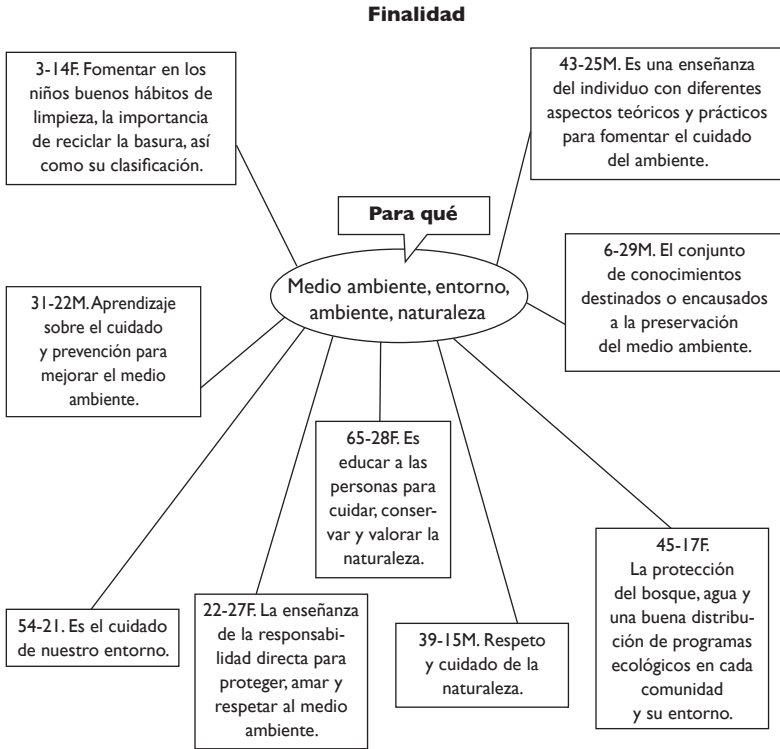 Finalidad
3-14F. Fomentar en los
niños buenos hábitos de
limpieza, la importancia
de reciclar la basura, así
como su clasificación.
43-25M. Es una enseñanza
del individuo con diferentes
aspectos teóricos y prácticos
para fomentar el cuidado
del ambiente.
Para qué
Medio ambiente, entorno,
ambiente, naturaleza
6-29M. El conjunto
de conocimientos
destinados o encausados
a la preservación
del medio ambiente.
31-22M. Aprendizaje
sobre el cuidado
y prevención para
mejorar el medio
ambiente.
65-28F. Es
educar a las
personas para
cuidar, conser-
var y valorar la
naturaleza.
54-21. Es el cuidado
de nuestro entorno.
22-27F. La enseñanza
de la responsabi-
lidad directa para
proteger, amar y
respetar al medio
ambiente.
39-15M. Respeto
y cuidado de la
naturaleza.
45-17F.
La protección
del bosque, agua y
una buena distribu-
ción de programas
ecológicos en cada
comunidad
y su entorno.